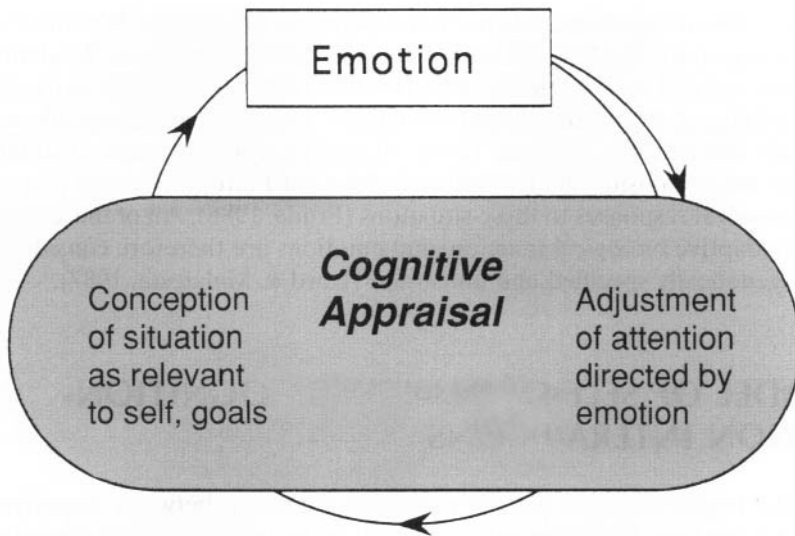 Emotion
Cognitive
Appraisal
Conception
of situation
as relevant
to self, goals
Adjustment
of attention
directed by
emotion